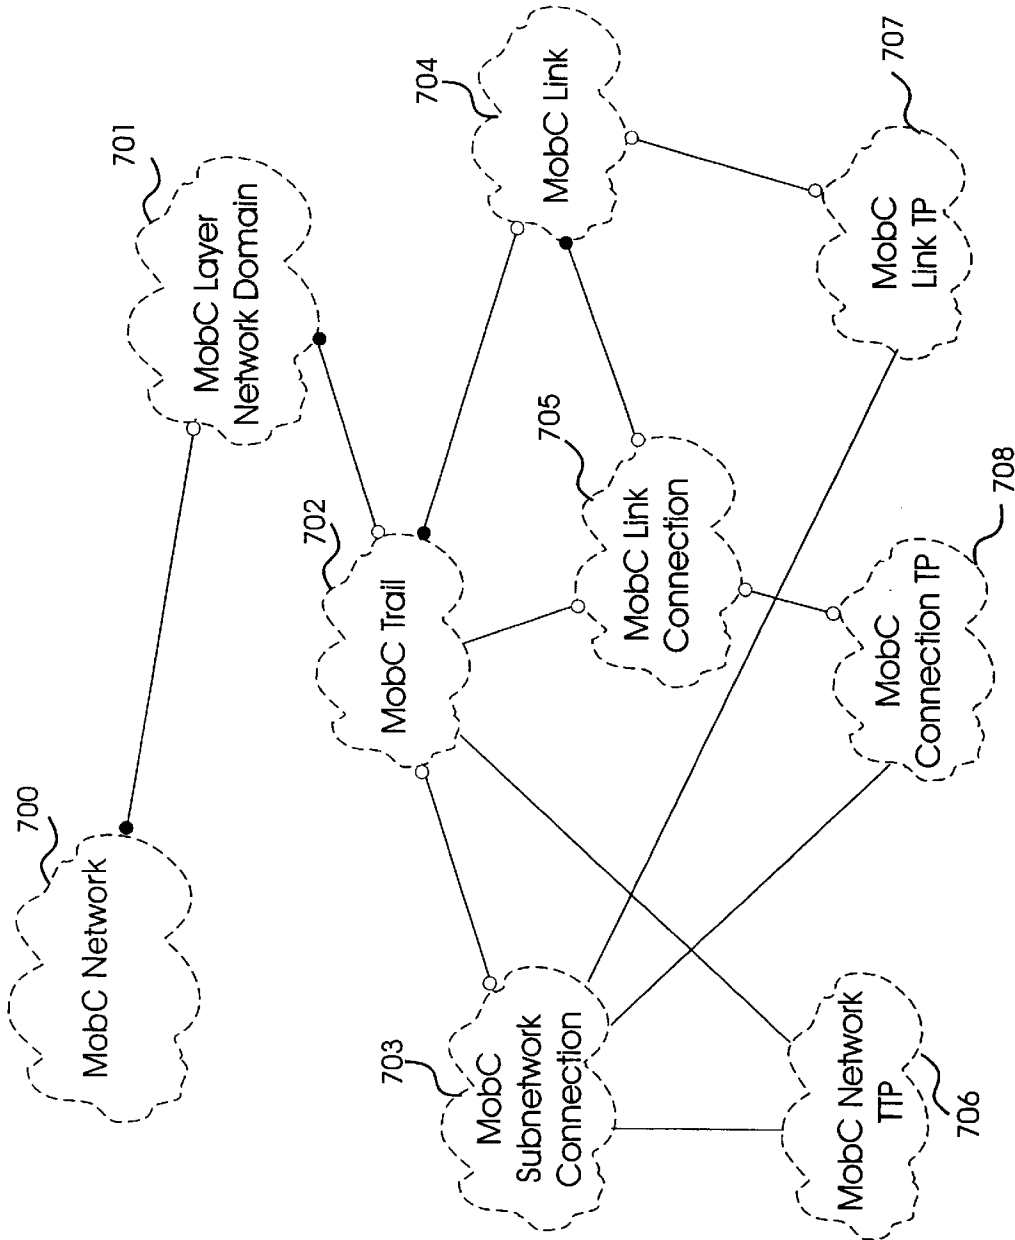 700
MobC Network
701
MobC Layer
Network Domain
702
MobC Trail
704
MobC Link
703
MobC
Subnetwork
Connection
705
MobC Link
Connection
706
MobC Network
TTP
708
MobC
Connection TP
707
MobC
Link TP